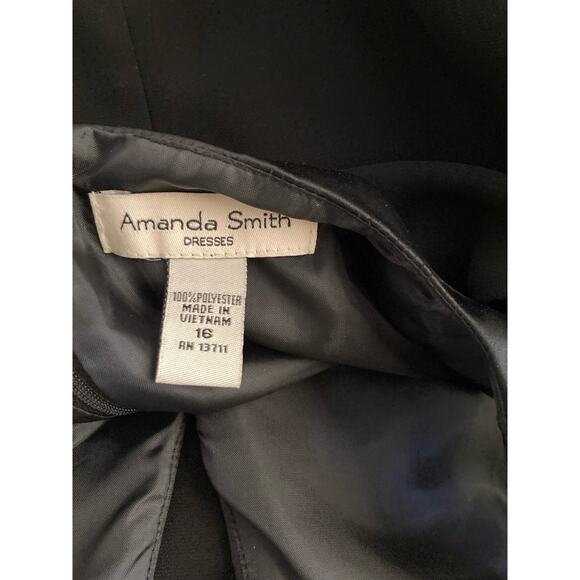 Amanda Smith
DRESSES
100%POLYESTER
MADE IN
VIETNAM
16
RN 13711